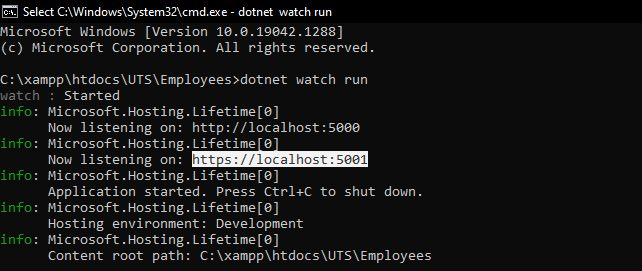 Select C:\Windows\System32\cmd.exe - dotnet watch run
Microsoft Windows [Version 10.0.19042.1288]
(c) Microsoft Corporation. All rights reserved.
C:\xampp\htdocs\UTS\Employees>dotnet watch run
watch : Started
info: Microsoft.Hosting.Lifetime[0]
Now listening on: http://localhost:5000
info: Microsoft.Hosting.Lifetime[0]
Now listening on: https://localhost:5001
info: Microsoft.Hosting.Lifetime[0]
Application started. Press Ctrl+C to shut down.
info: Microsoft.Hosting.Lifetime[0]
Hosting environment: Development
info: Microsoft.Hosting.Lifetime[0]
Content root path: C:\xampp\htdocs\UTS\Employees